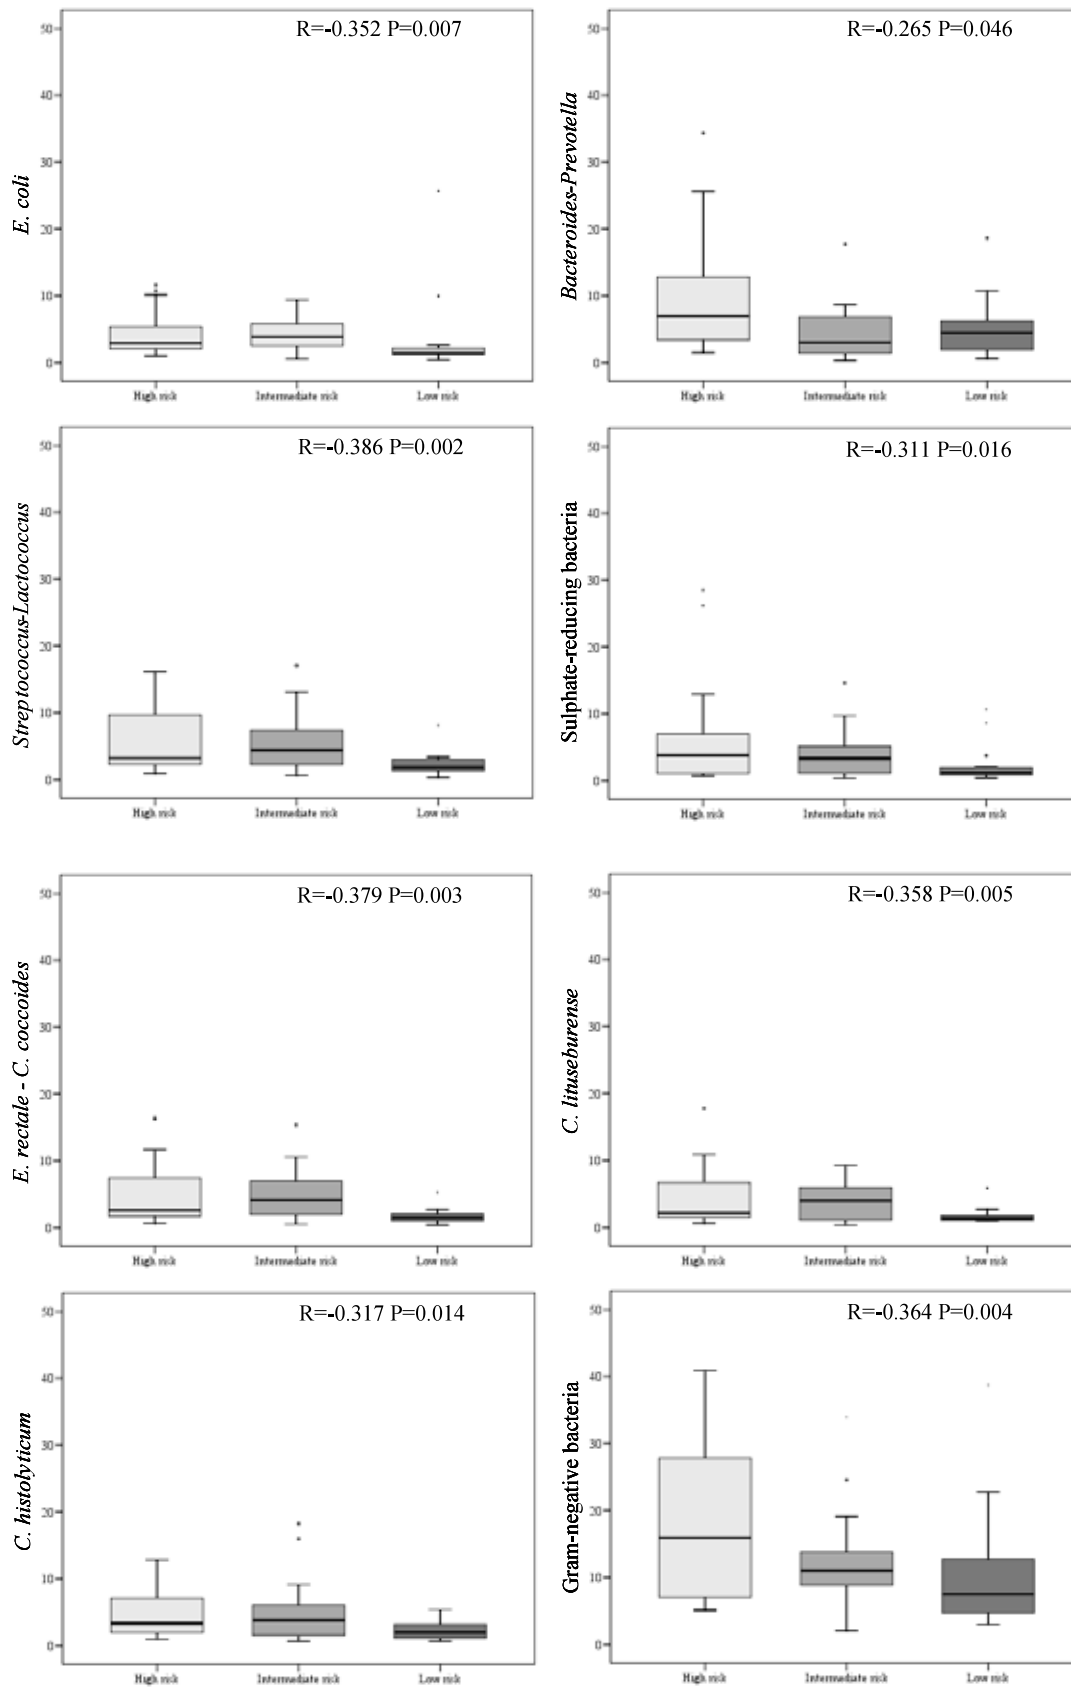 R=-0.352 P=0.007
50
40
30
20
10
0
E. coli
High risk Intermediate risk Low risk
R=-0.265 P=0.046
50
40
30
20
10
0
Bacteroides-Prevotella
High risk Intermediate risk Low risk
R=-0.386 P=0.002
50
40
30
20
10
0
Streptococcus-Lactococcus
High risk Intermediate risk Low risk
R=-0.311 P=0.016
50
40
30
20
10
0
Sulphate-reducing bacteria
High risk Intermediate risk Low risk
R=-0.379 P=0.003
50
40
30
20
10
0
E. rectale - C. coccoides
High risk Intermediate risk Low risk
R=-0.358 P=0.005
50
40
30
20
10
0
C. lituseburense
High risk Intermediate risk Low risk
R=-0.317 P=0.014
50
40
30
20
10
0
C. histolyticum
High risk Intermediate risk Low risk
R=-0.364 P=0.004
50
40
30
20
10
0
Gram-negative bacteria
High risk Intermediate risk Low risk